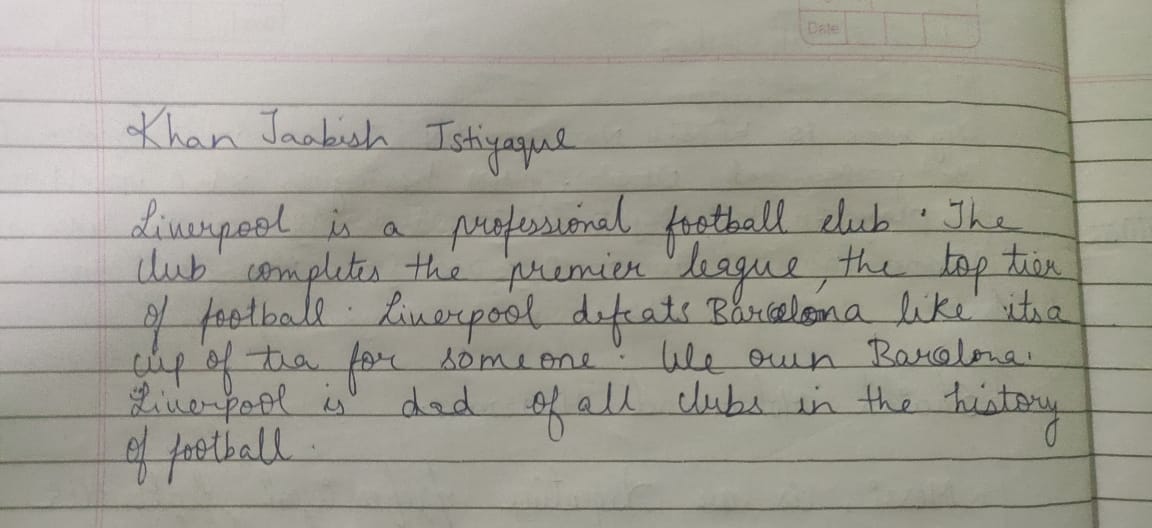 Date
Khan Jaabish Istiyaque
Liverpool is a professional football club. The
club completes the premier league, the top tier
of football. Liverpool defeats Barcelona like its a
cup of tea for someone. We own Barcelona.
Liverpool is dad of all clubs in the history
of football.